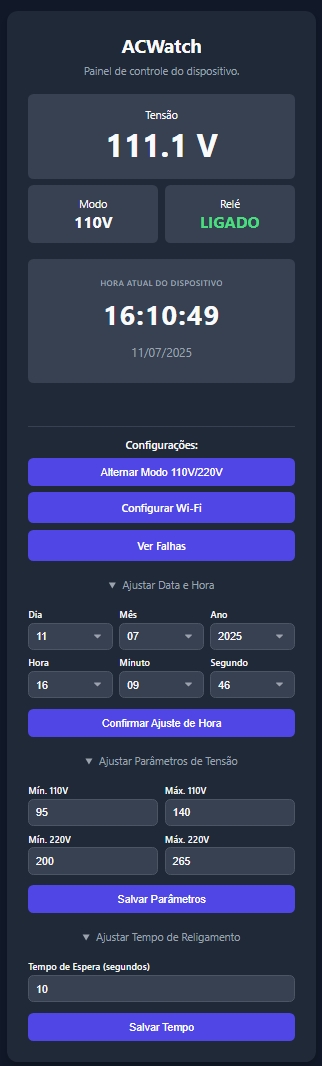 ACWatch
Painel de controle do dispositivo.
Tensão
111.1 V
Modo
110V
Relé
LIGADO
HORA ATUAL DO DISPOSITIVO
16:10:49
11/07/2025
Configurações:
Alternar Modo 110V/220V
Configurar Wi-Fi
Ver Falhas
▼ Ajustar Data e Hora
Dia Mês Ano
11 07 2025
Hora Minuto Segundo
16 09 46
Confirmar Ajuste de Hora
▼ Ajustar Parâmetros de Tensão
Mín. 110V Máx. 110V
95 140
Mín. 220V Máx. 220V
200 265
Salvar Parâmetros
▼ Ajustar Tempo de Religamento
Tempo de Espera (segundos)
10
Salvar Tempo